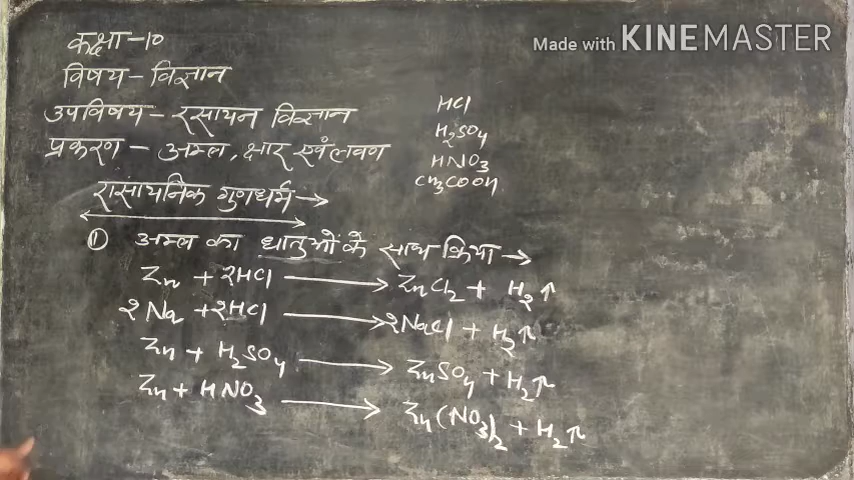 Made with KINEMASTER
कक्षा-10
विषय - विज्ञान
उपविषय - रसायन विज्ञान
प्रकरण - अम्ल, क्षार एवं लवण
HCl
H₂SO₄
HNO₃
CH₃COOH
रासायनिक गुणधर्म →
① अम्ल का धातुओं के साथ क्रिया →
Zn + 2HCl → ZnCl₂ + H₂↑
2Na + 2HCl → 2NaCl + H₂↑
Zn + H₂SO₄ → ZnSO₄ + H₂↑
Zn + HNO₃ → Zn(NO₃)₂ + H₂↑